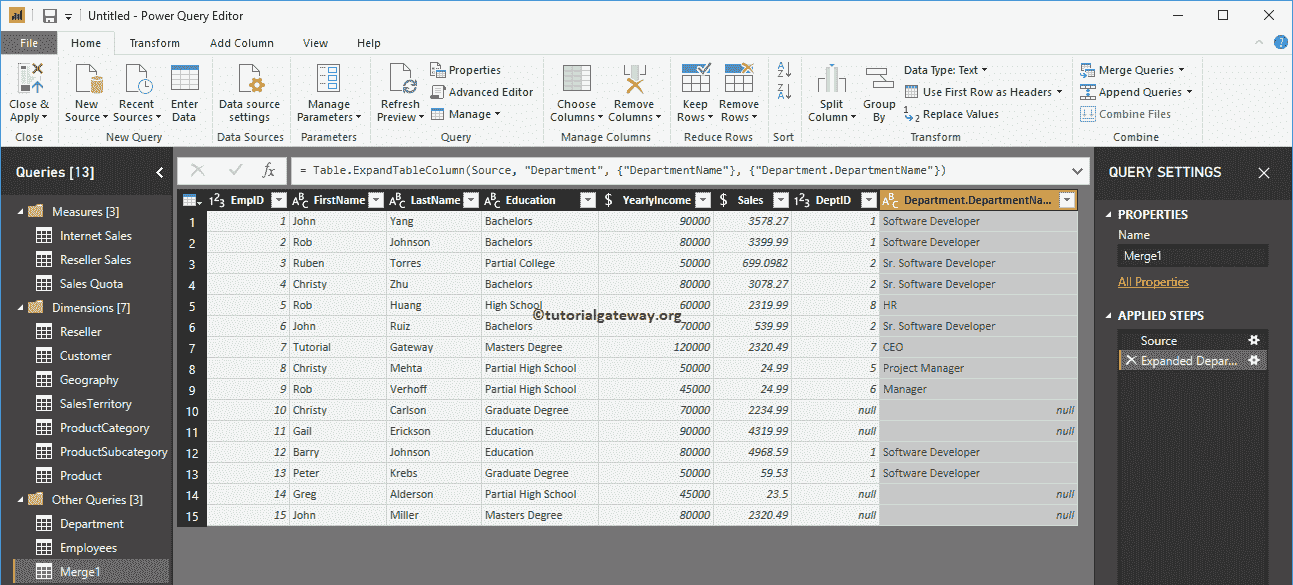 Untitled - Power Query Editor
File Home Transform Add Column View Help
Close & Apply
New Source
Recent Sources
Enter Data
Data source settings
Manage Parameters
Refresh Preview
Properties
Advanced Editor
Manage
Choose Columns
Remove Columns
Keep Rows
Remove Rows
Split Column
Group By
Data Type: Text
Use First Row as Headers
Replace Values
Merge Queries
Append Queries
Combine Files
Close New Query Data Sources Parameters Query Manage Columns Reduce Rows Sort Transform Combine
Queries [13]
Measures [3]
Internet Sales
Reseller Sales
Sales Quota
Dimensions [7]
Reseller
Customer
Geography
SalesTerritory
ProductCategory
ProductSubcategory
Product
Other Queries [3]
Department
Employees
Merge1
fx = Table.ExpandTableColumn(Source, "Department", {"DepartmentName"}, {"Department.DepartmentName"})
EmpID FirstName LastName Education YearlyIncome Sales DeptID Department.DepartmentNa...
1 1 John Yang Bachelors 90000 3578.27 1 Software Developer
2 2 Rob Johnson Bachelors 80000 3399.99 1 Software Developer
3 3 Ruben Torres Partial College 50000 699.0982 2 Sr. Software Developer
4 4 Christy Zhu Bachelors 80000 3078.27 2 Sr. Software Developer
5 5 Rob Huang High School 60000 2319.99 8 HR
6 6 John Ruiz Bachelors 70000 539.99 2 Sr. Software Developer
7 7 Tutorial Gateway Masters Degree 120000 2320.49 7 CEO
8 8 Christy Mehta Partial High School 50000 24.99 5 Project Manager
9 9 Rob Verhoff Partial High School 45000 24.99 6 Manager
10 10 Christy Carlson Graduate Degree 70000 2234.99 null null
11 11 Gail Erickson Education 90000 4319.99 null null
12 12 Barry Johnson Education 80000 4968.59 1 Software Developer
13 13 Peter Krebs Graduate Degree 50000 59.53 1 Software Developer
14 14 Greg Alderson Partial High School 45000 23.5 null null
15 15 John Miller Masters Degree 80000 2320.49 null null
©tutorialgateway.org
QUERY SETTINGS
PROPERTIES
Name
Merge1
All Properties
APPLIED STEPS
Source
Expanded Depar...